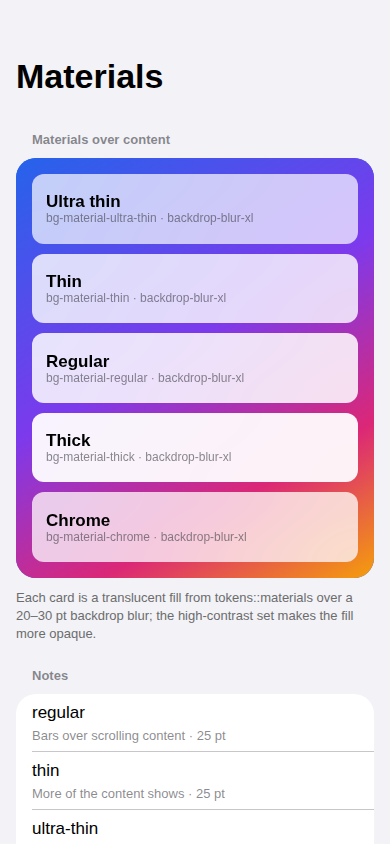 Materials
Materials over content
Ultra thin
bg-material-ultra-thin · backdrop-blur-xl
Thin
bg-material-thin · backdrop-blur-xl
Regular
bg-material-regular · backdrop-blur-xl
Thick
bg-material-thick · backdrop-blur-xl
Chrome
bg-material-chrome · backdrop-blur-xl
Each card is a translucent fill from tokens::materials over a
20–30 pt backdrop blur; the high-contrast set makes the fill
more opaque.
Notes
regular
Bars over scrolling content · 25 pt
thin
More of the content shows · 25 pt
ultra-thin